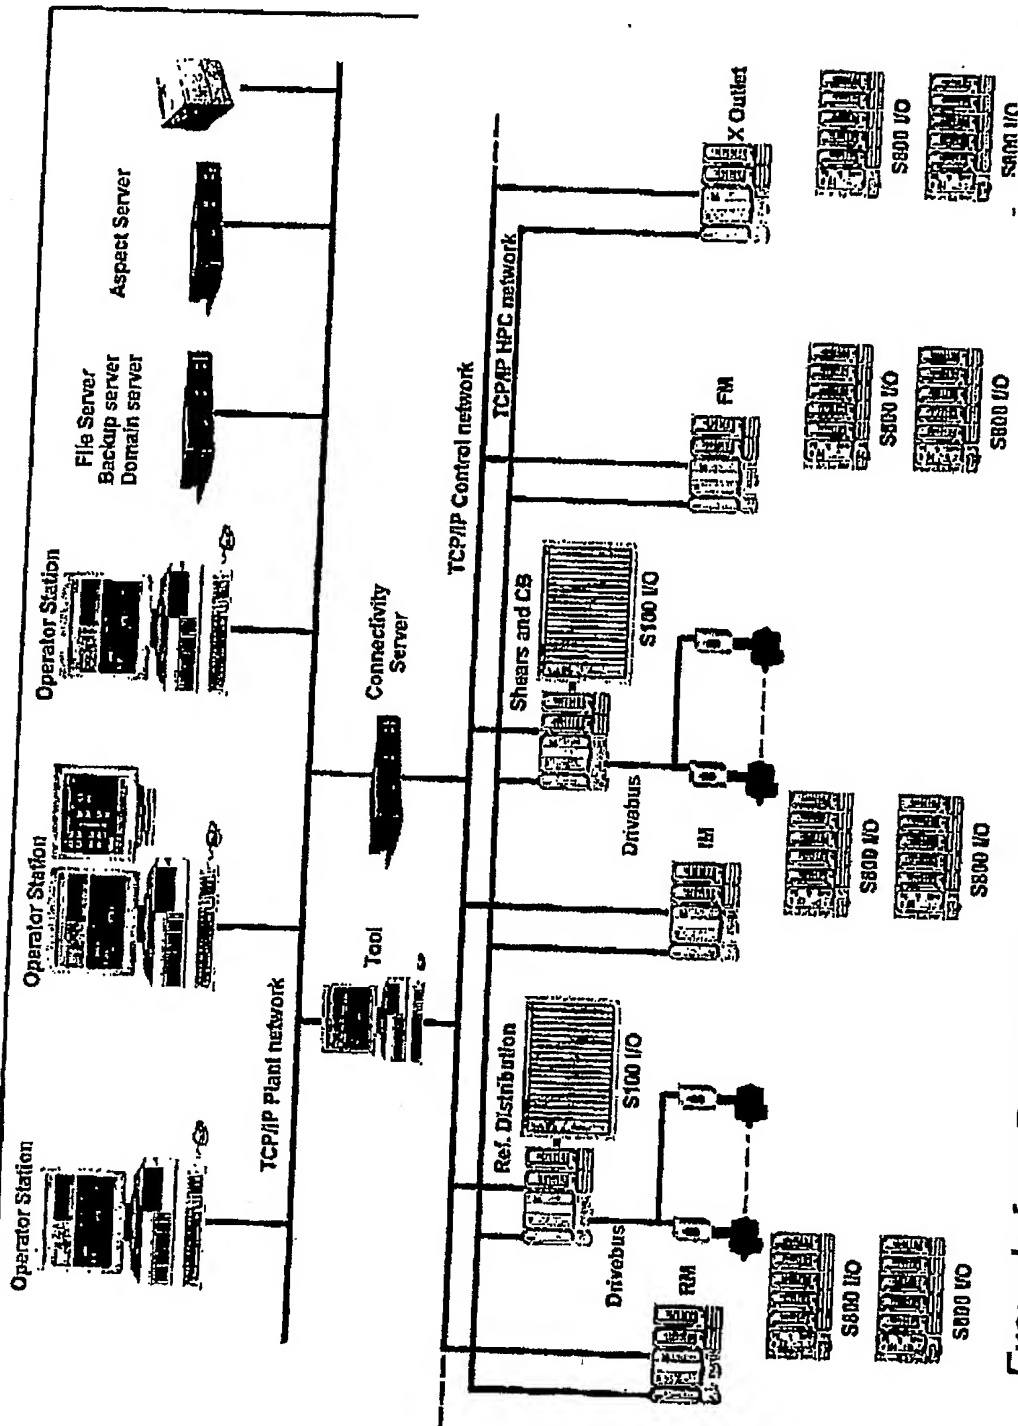 Operator Station
Operator Station
Operator Station
File Server
Backup server
Domain server
Aspect Server
TCP/IP Plant network
Tool
Connectivity
Server
TCP/IP Control network
TCP/IP HPC network
Ref. Distribution
Shears and CB
S100 I/O
S100 I/O
Drivebus
Drivebus
RM
IM
FM
X Outlet
S800 I/O
S800 I/O
S800 I/O
S800 I/O
S800 I/O
S800 I/O
S800 I/O
S800 I/O